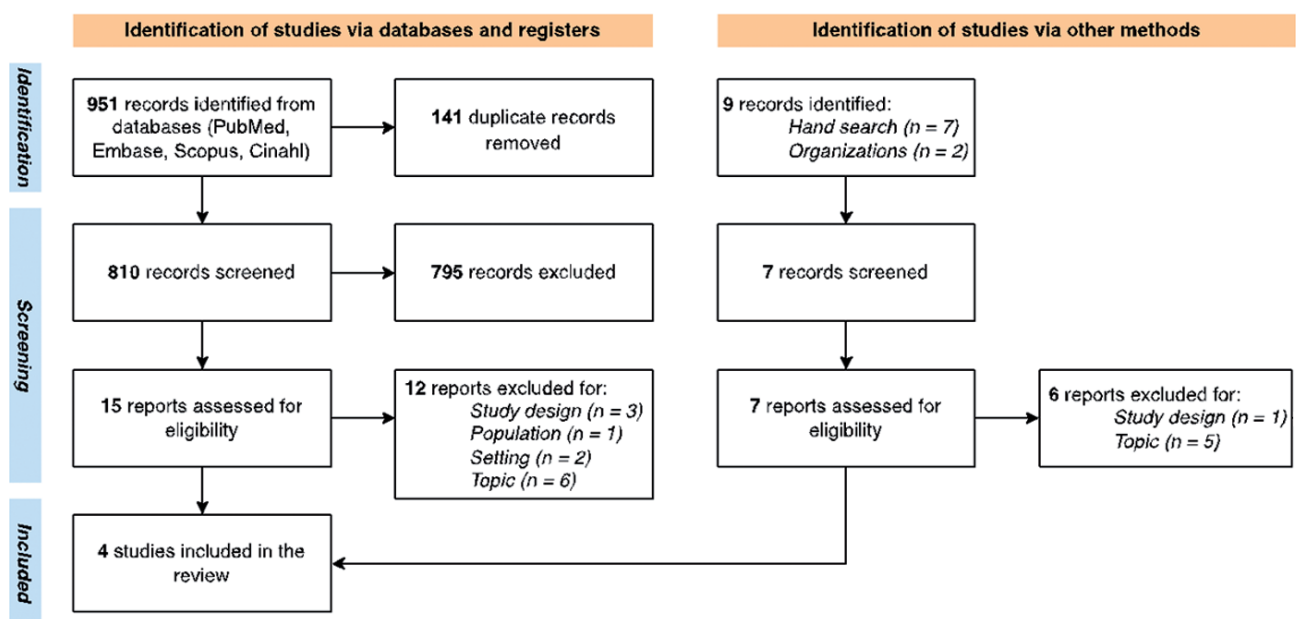 Identification of studies via databases and registers
Identification of studies via other methods
Identification
951 records identified from
databases (PubMed,
Embase, Scopus, Cinahl)
141 duplicate records
removed
9 records identified:
Hand search (n = 7)
Organizations (n = 2)
Screening
810 records screened
795 records excluded
7 records screened
15 reports assessed for
eligibility
12 reports excluded for:
Study design (n = 3)
Population (n = 1)
Setting (n = 2)
Topic (n = 6)
7 reports assessed for
eligibility
6 reports excluded for:
Study design (n = 1)
Topic (n = 5)
Included
4 studies included in the
review